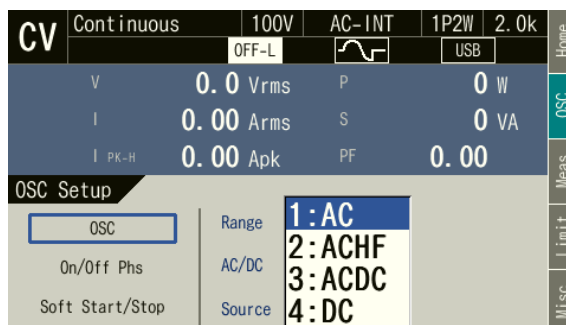 CV Continuous 100V AC-INT 1P2W 2.0k
OFF-L USB
V 0.0 Vrms P 0 W
I 0.00 Arms S 0 VA
I PK-H 0.00 Apk PF 0.00
OSC Setup
OSC Range 1:AC
2:ACHF
On/Off Phs AC/DC 3:ACDC
Soft Start/Stop Source 4:DC
Home
OSC
Meas
Limit
Misc